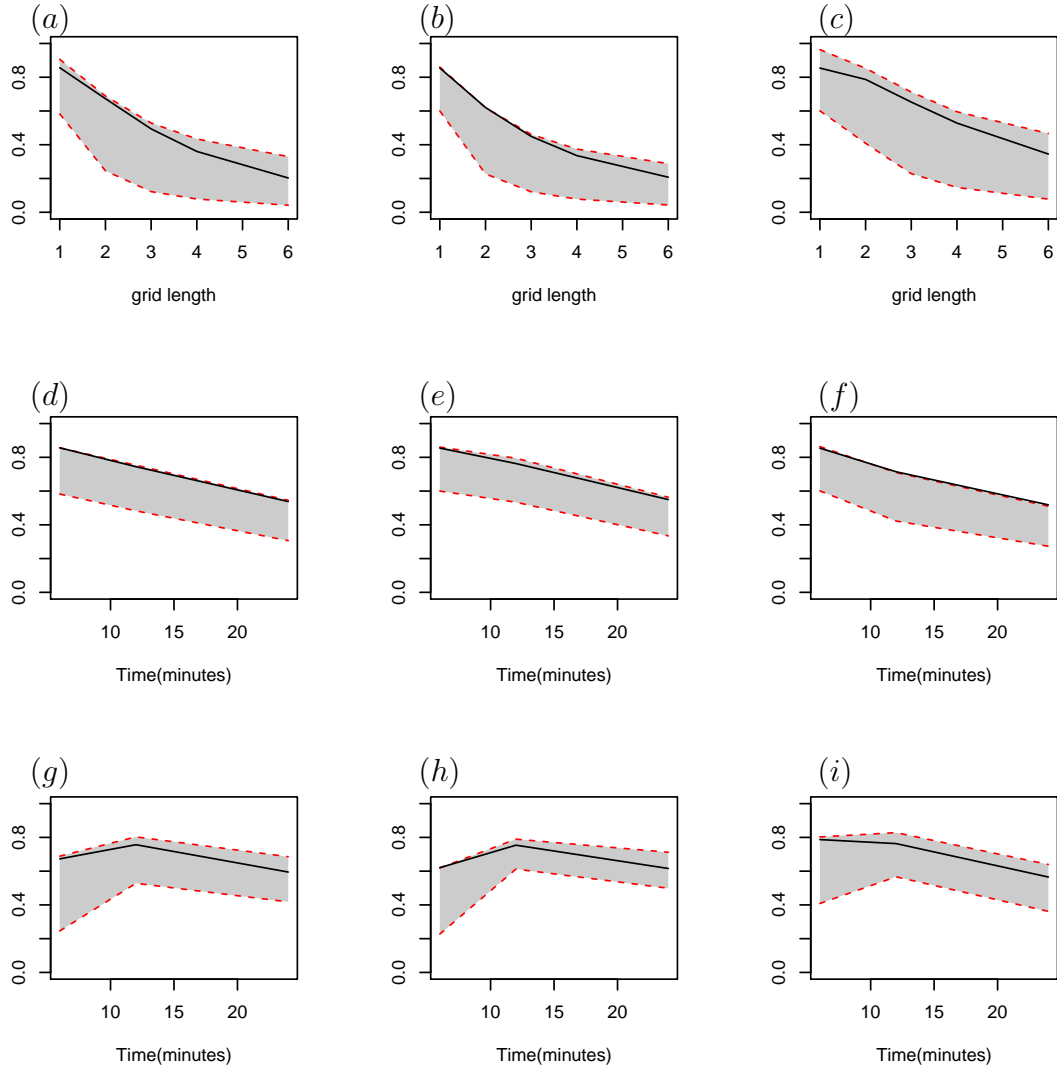 (a) (b) (c)
0.0 0.4 0.8 0.0 0.4 0.8 0.0 0.4 0.8
1 2 3 4 5 6 1 2 3 4 5 6 1 2 3 4 5 6
grid length grid length grid length
(d) (e) (f)
0.0 0.4 0.8 0.0 0.4 0.8 0.0 0.4 0.8
10 15 20 10 15 20 10 15 20
Time(minutes) Time(minutes) Time(minutes)
(g) (h) (i)
0.0 0.4 0.8 0.0 0.4 0.8 0.0 0.4 0.8
10 15 20 10 15 20 10 15 20
Time(minutes) Time(minutes) Time(minutes)